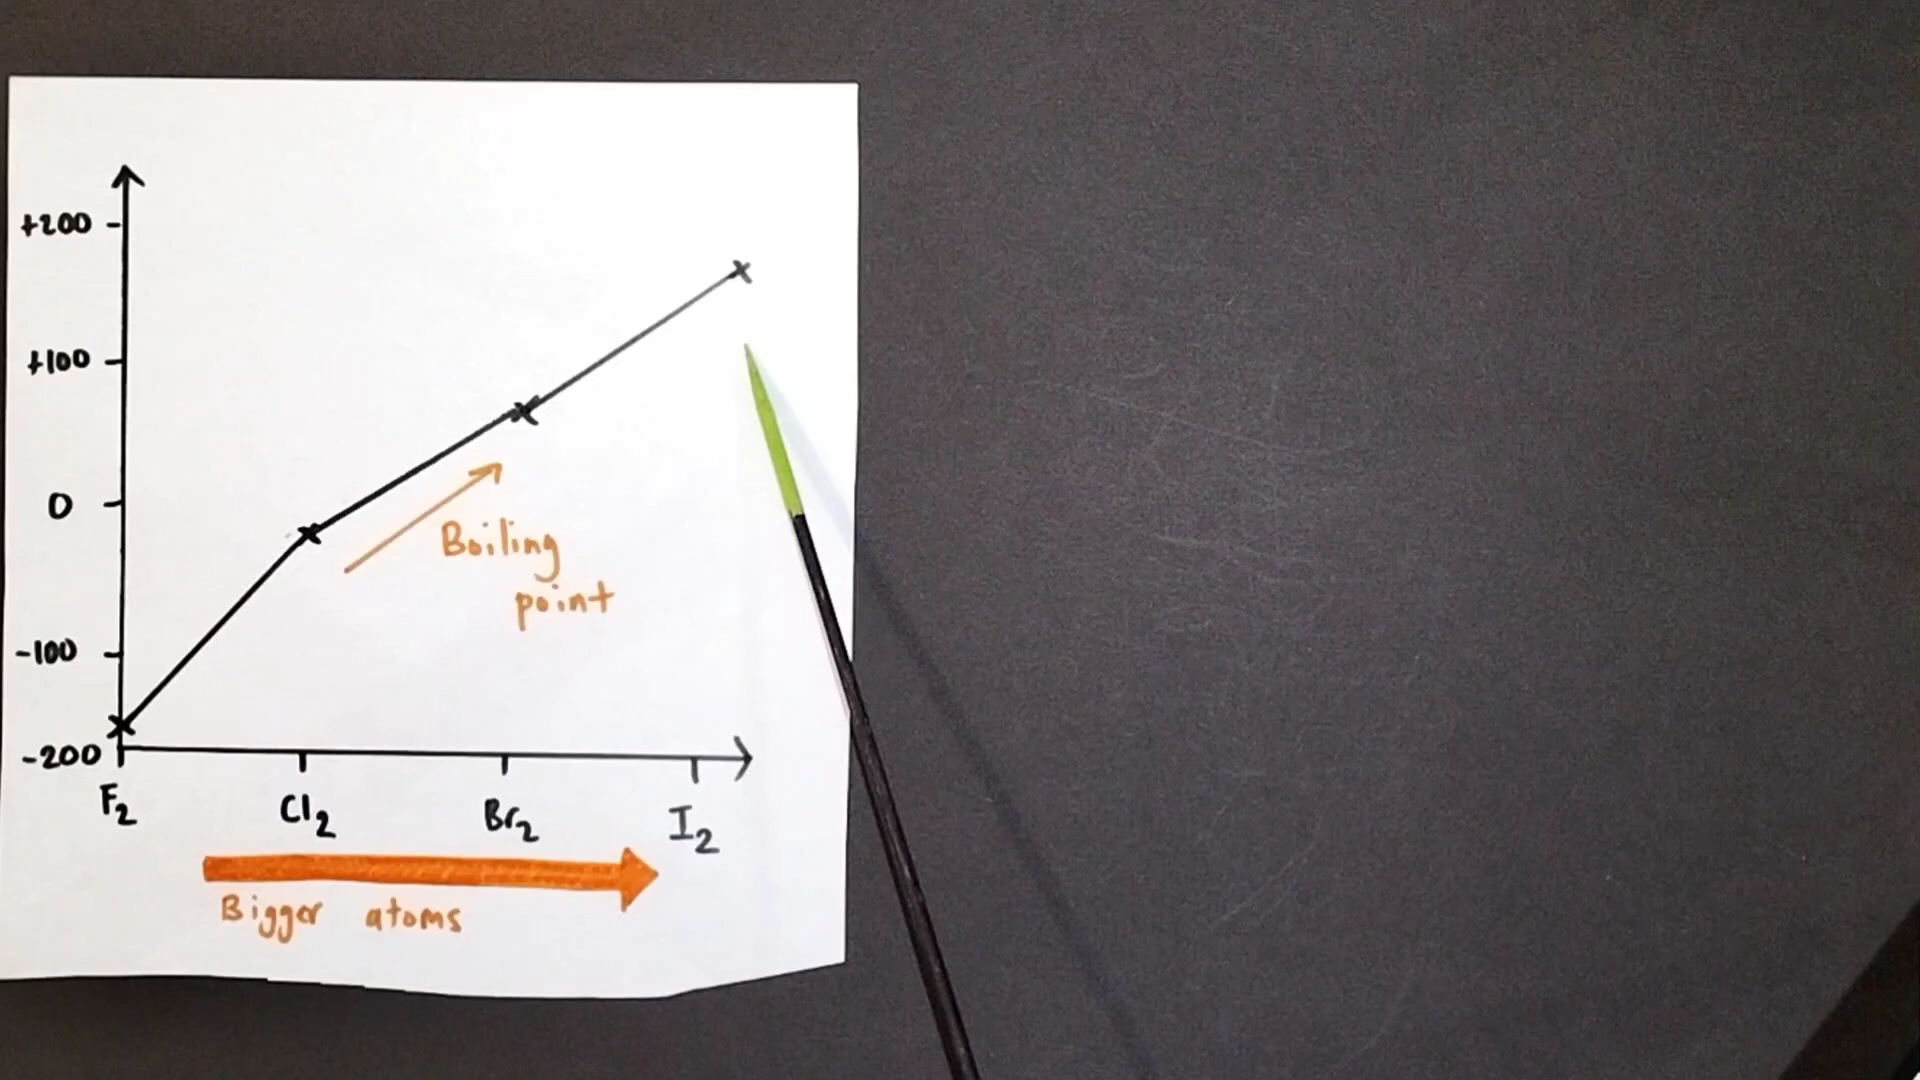 +200
+100
0
-100
-200
Boiling
point
F₂ Cl₂ Br₂ I₂
Bigger atoms